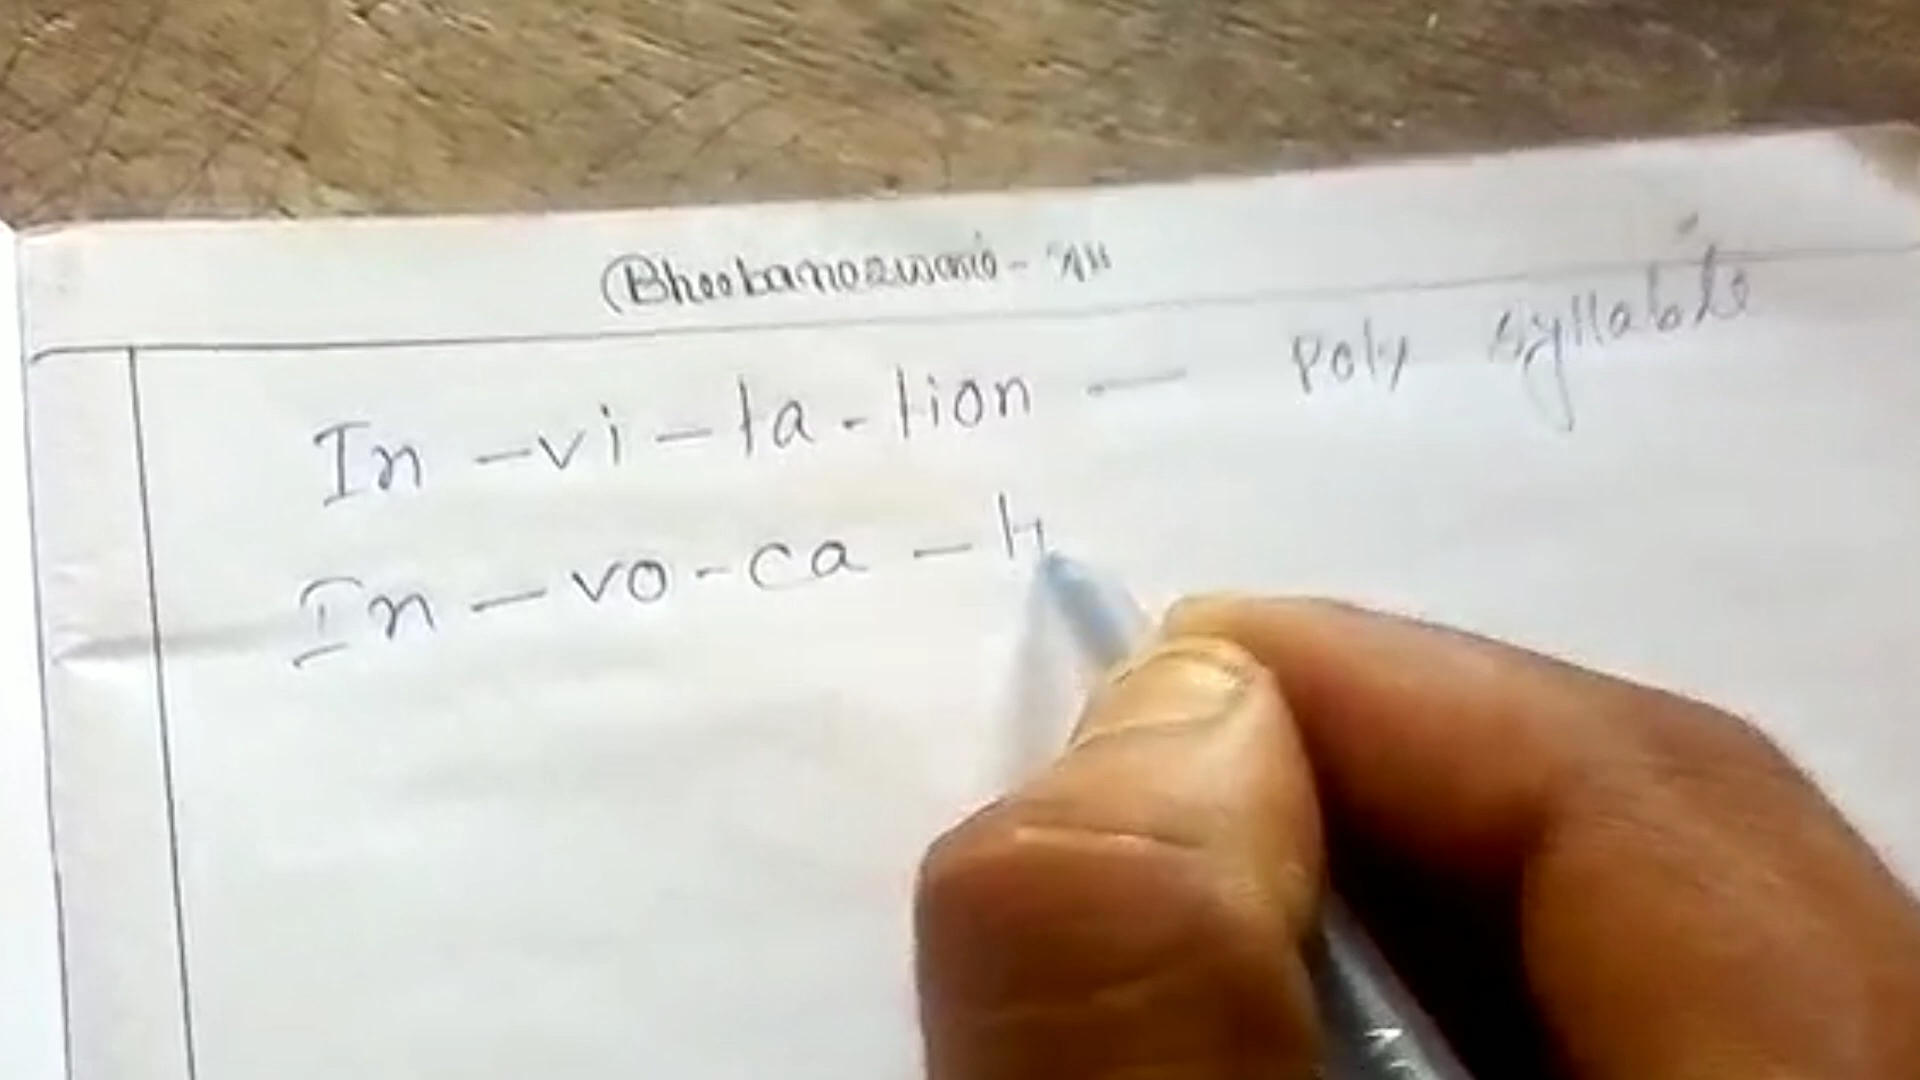 In - vi - ta - tion — Poly syllable
In - vo - ca - ti